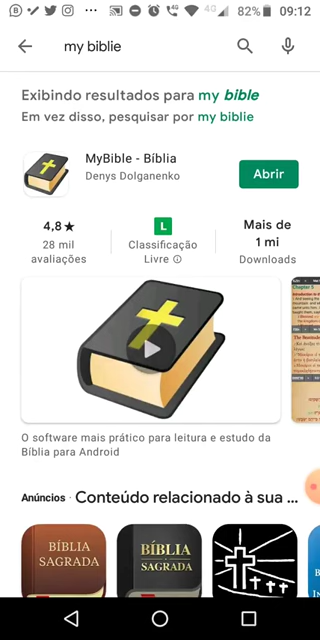 82% 09:12
my biblie
Exibindo resultados para my bible
Em vez disso, pesquisar por my biblie
MyBible - Bíblia
Denys Dolganenko
Abrir
4,8★
28 mil
avaliações
L
Classificação
Livre
Mais de
1 mi
Downloads
Chapter 5
O software mais prático para leitura e estudo da
Bíblia para Android
Anúncios · Conteúdo relacionado à sua ...
BÍBLIA
SAGRADA
BÍBLIA
SAGRADA